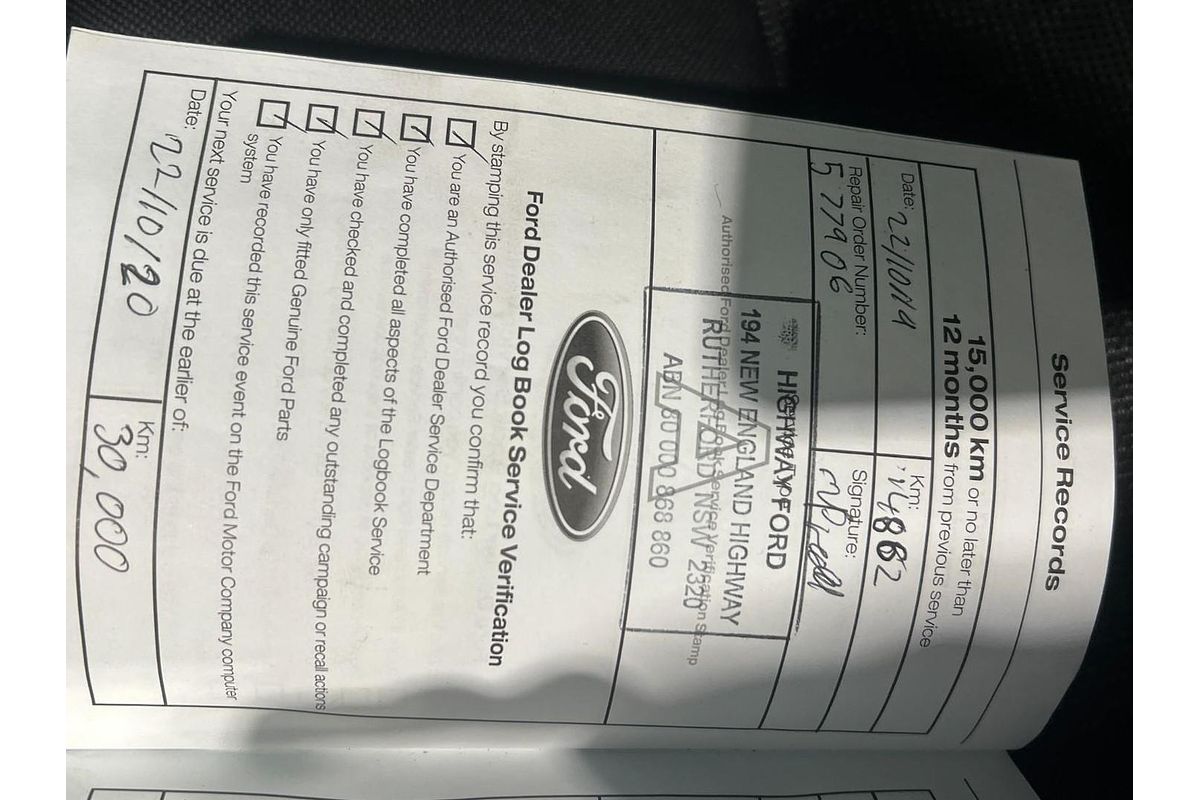 Service Records
15,000 km or no later than
12 months from previous service
Date: 22/10/19
Km: 14862
Repair Order Number:
577906
Signature:
HIGHWAY FORD
194 NEW ENGLAND HIGHWAY
RUTHERFORD NSW 2320
ABN 30 000 868 860
Authorised Ford Dealer Log Book Service Verification Stamp
Ford
Ford Dealer Log Book Service Verification
By stamping this service record you confirm that:
You are an Authorised Ford Dealer Service Department
You have completed all aspects of the Logbook Service
You have checked and completed any outstanding campaign or recall actions
You have only fitted Genuine Ford Parts
You have recorded this service event on the Ford Motor Company computer
system
Your next service is due at the earlier of:
Date: 22/10/20
Km: 30,000